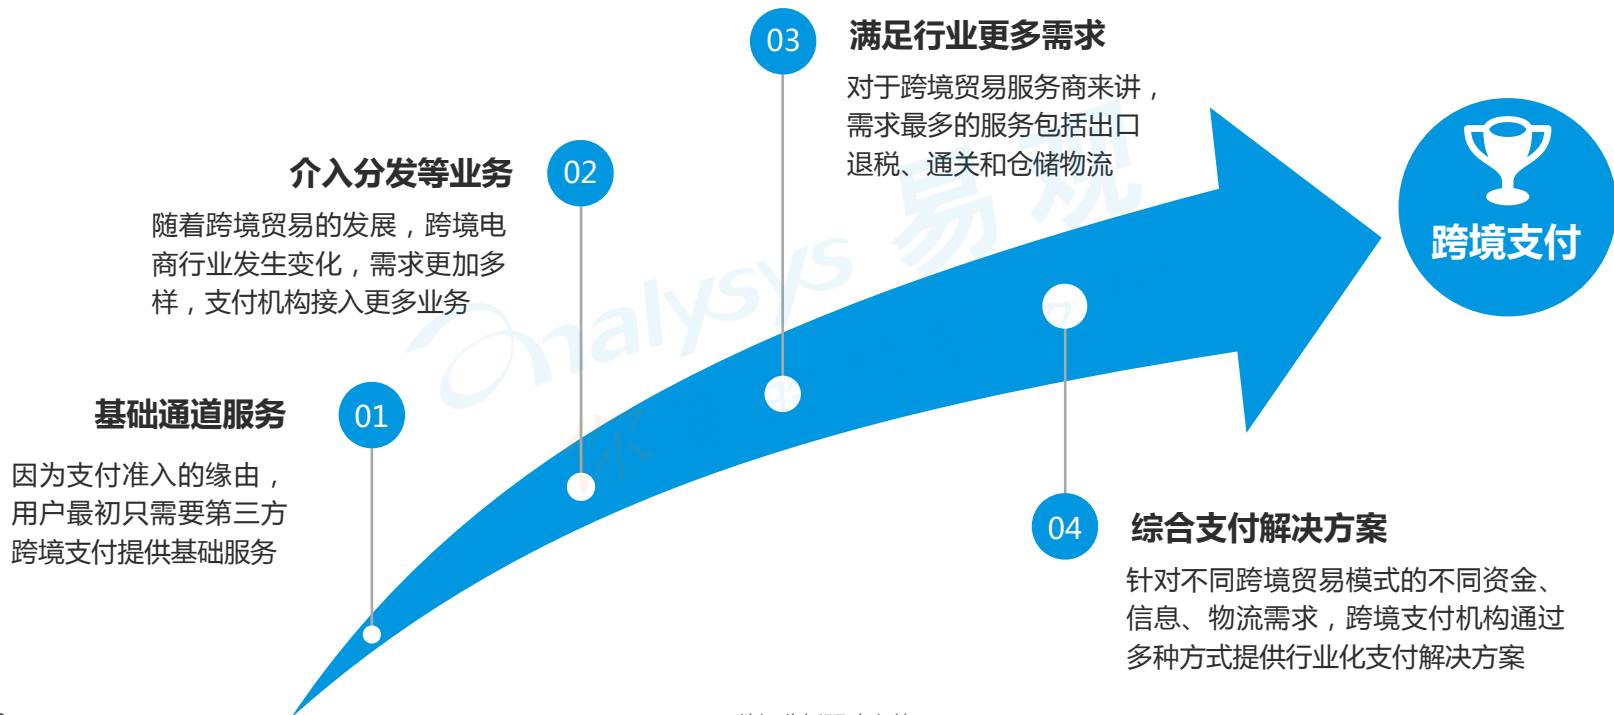 01
基础通道服务
因为支付准入的缘由，
用户最初只需要第三方
跨境支付提供基础服务
02
介入分发等业务
随着跨境贸易的发展，跨境电
商行业发生变化，需求更加多
样，支付机构接入更多业务
03
满足行业更多需求
对于跨境贸易服务商来讲，
需求最多的服务包括出口
退税、通关和仓储物流
04
综合支付解决方案
针对不同跨境贸易模式的不同资金、
信息、物流需求，跨境支付机构通过
多种方式提供行业化支付解决方案
跨境支付
analysys 易观